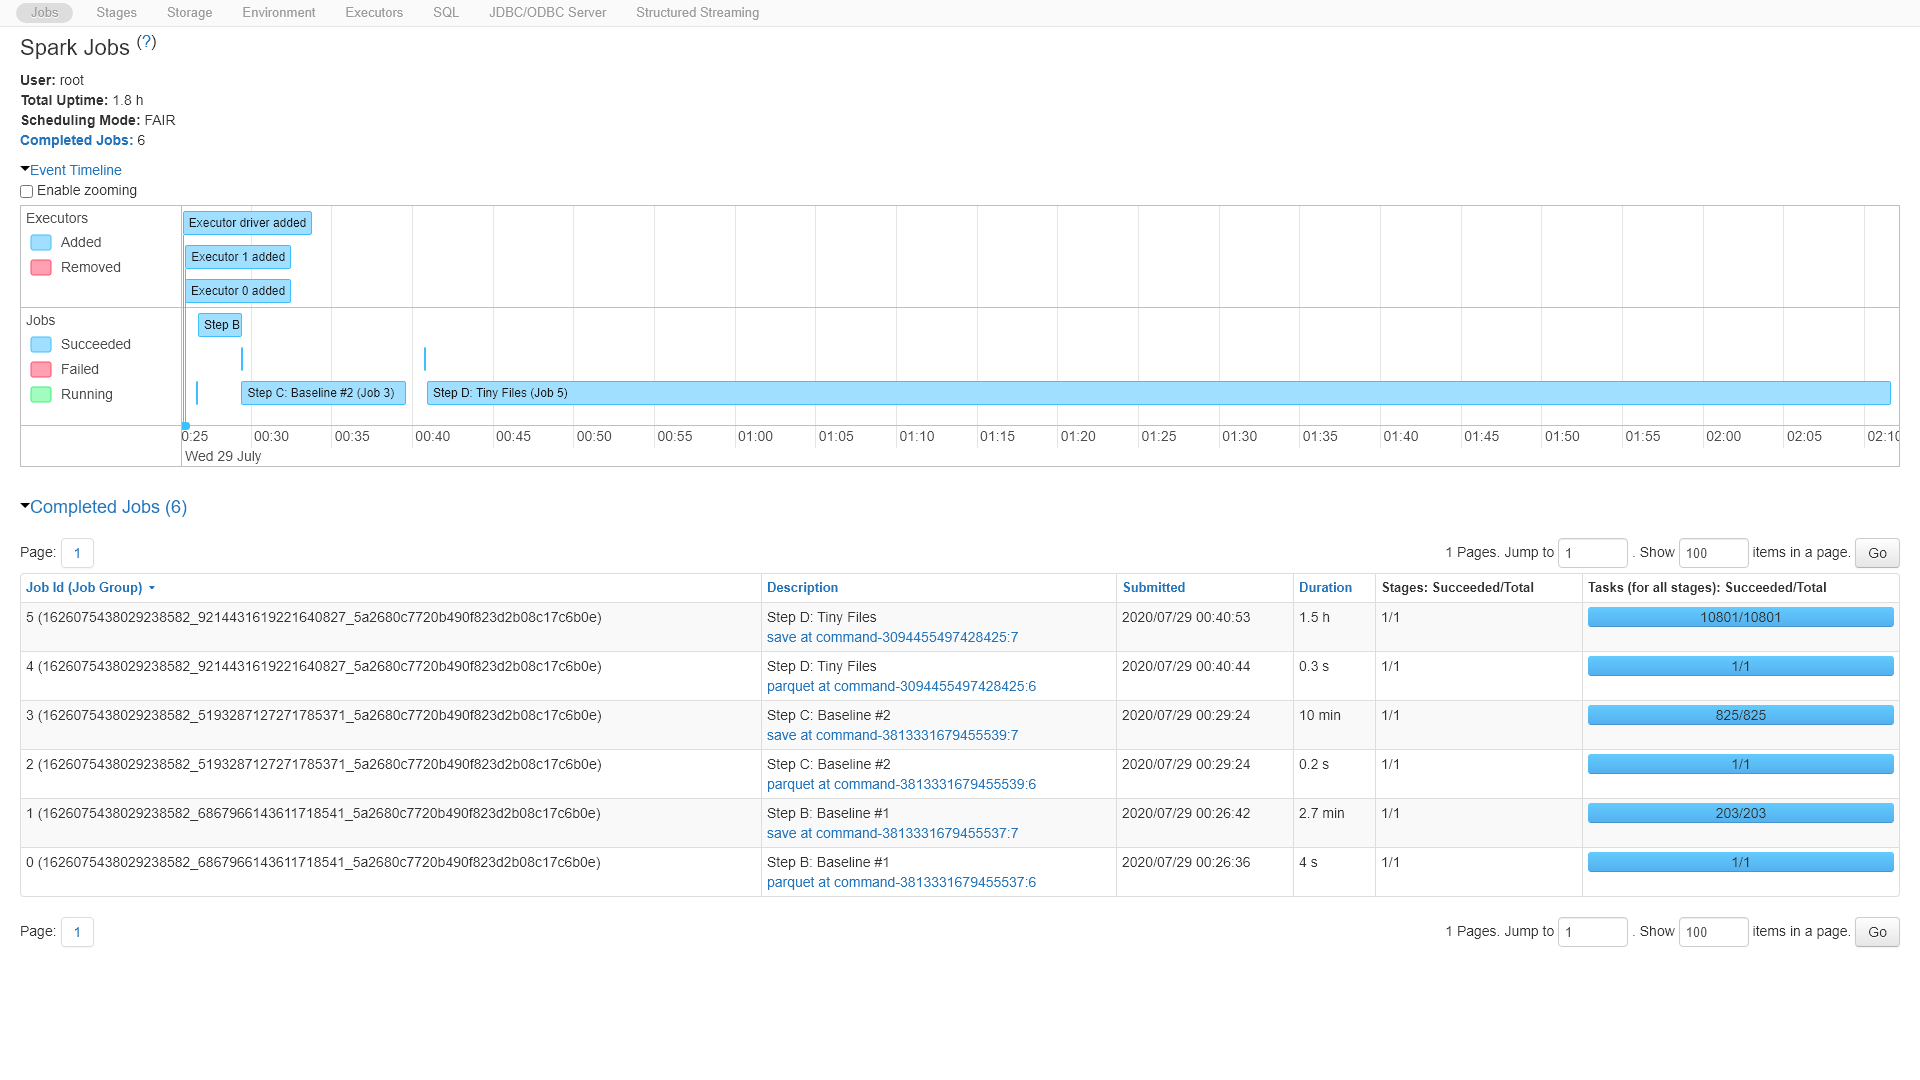 Jobs Stages Storage Environment Executors SQL JDBC/ODBC Server Structured Streaming
Spark Jobs (?)
User: root
Total Uptime: 1.8 h
Scheduling Mode: FAIR
Completed Jobs: 6
Event Timeline
Enable zooming
Executors
Added
Removed
Executor driver added
Executor 1 added
Executor 0 added
Jobs
Succeeded
Failed
Running
Step B
Step C: Baseline #2 (Job 3) Step D: Tiny Files (Job 5)
0:25 00:30 00:35 00:40 00:45 00:50 00:55 01:00 01:05 01:10 01:15 01:20 01:25 01:30 01:35 01:40 01:45 01:50 01:55 02:00 02:05 02:10
Wed 29 July
Completed Jobs (6)
Page: 1 1 Pages. Jump to 1 . Show 100 items in a page. Go
Job Id (Job Group) Description Submitted Duration Stages: Succeeded/Total Tasks (for all stages): Succeeded/Total
5 (1626075438029238582_9214431619221640827_5a2680c7720b490f823d2b08c17c6b0e) Step D: Tiny Files 2020/07/29 00:40:53 1.5 h 1/1 10801/10801
save at command-3094455497428425:7
4 (1626075438029238582_9214431619221640827_5a2680c7720b490f823d2b08c17c6b0e) Step D: Tiny Files 2020/07/29 00:40:44 0.3 s 1/1 1/1
parquet at command-3094455497428425:6
3 (1626075438029238582_5193287127271785371_5a2680c7720b490f823d2b08c17c6b0e) Step C: Baseline #2 2020/07/29 00:29:24 10 min 1/1 825/825
save at command-3813331679455539:7
2 (1626075438029238582_5193287127271785371_5a2680c7720b490f823d2b08c17c6b0e) Step C: Baseline #2 2020/07/29 00:29:24 0.2 s 1/1 1/1
parquet at command-3813331679455539:6
1 (1626075438029238582_6867966143611718541_5a2680c7720b490f823d2b08c17c6b0e) Step B: Baseline #1 2020/07/29 00:26:42 2.7 min 1/1 203/203
save at command-3813331679455537:7
0 (1626075438029238582_6867966143611718541_5a2680c7720b490f823d2b08c17c6b0e) Step B: Baseline #1 2020/07/29 00:26:36 4 s 1/1 1/1
parquet at command-3813331679455537:6
Page: 1 1 Pages. Jump to 1 . Show 100 items in a page. Go